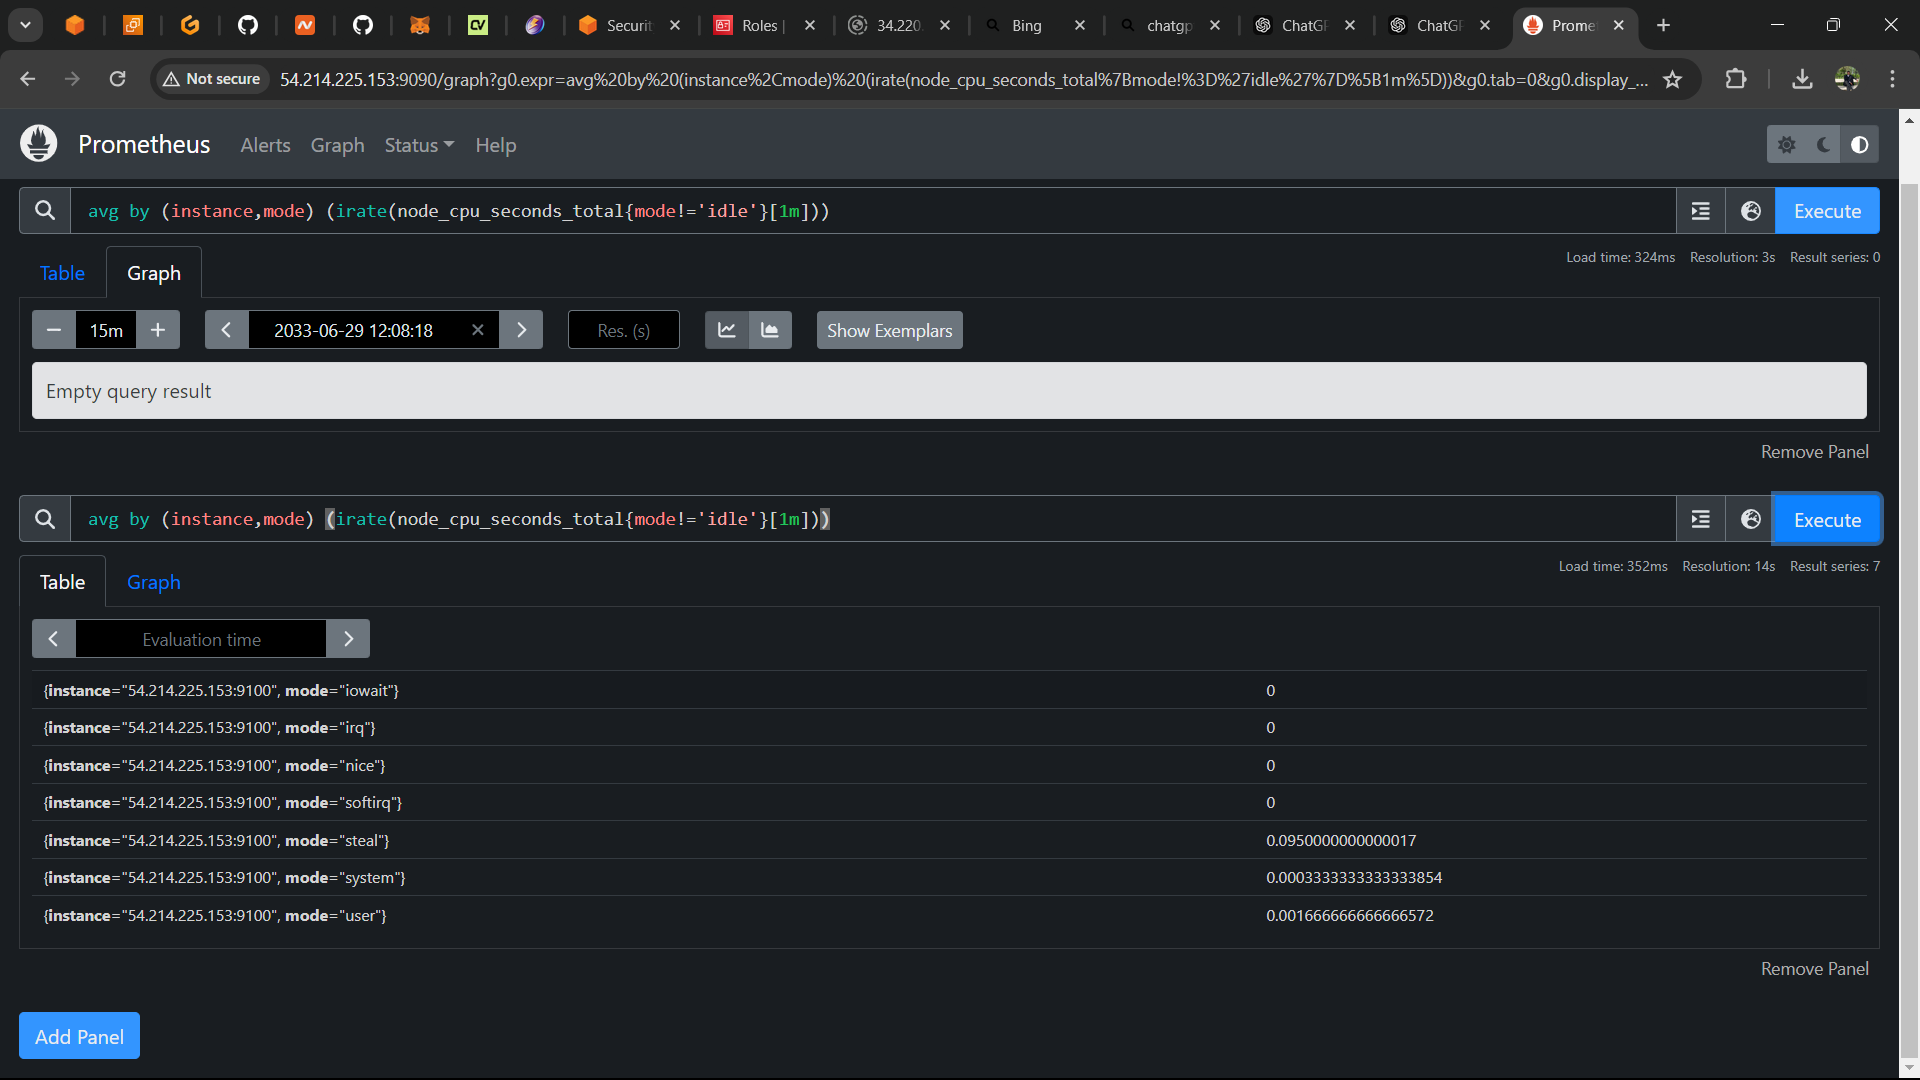 Securit
Roles |
34.220.
Bing
chatgp
ChatGP
ChatGP
Prome
Not secure
54.214.225.153:9090/graph?g0.expr=avg%20by%20(instance%2Cmode)%20(irate(node_cpu_seconds_total%7Bmode!%3D%27idle%27%7D%5B1m%5D))&g0.tab=0&g0.display_...
Prometheus
Alerts
Graph
Status
Help
avg by (instance,mode) (irate(node_cpu_seconds_total{mode!='idle'}[1m]))
Execute
Table
Graph
Load time: 324ms Resolution: 3s Result series: 0
15m
2033-06-29 12:08:18
Res. (s)
Show Exemplars
Empty query result
Remove Panel
avg by (instance,mode) (irate(node_cpu_seconds_total{mode!='idle'}[1m]))
Execute
Table
Graph
Load time: 352ms Resolution: 14s Result series: 7
Evaluation time
{instance="54.214.225.153:9100", mode="iowait"} 0
{instance="54.214.225.153:9100", mode="irq"} 0
{instance="54.214.225.153:9100", mode="nice"} 0
{instance="54.214.225.153:9100", mode="softirq"} 0
{instance="54.214.225.153:9100", mode="steal"} 0.0950000000000017
{instance="54.214.225.153:9100", mode="system"} 0.0003333333333333854
{instance="54.214.225.153:9100", mode="user"} 0.001666666666666572
Remove Panel
Add Panel